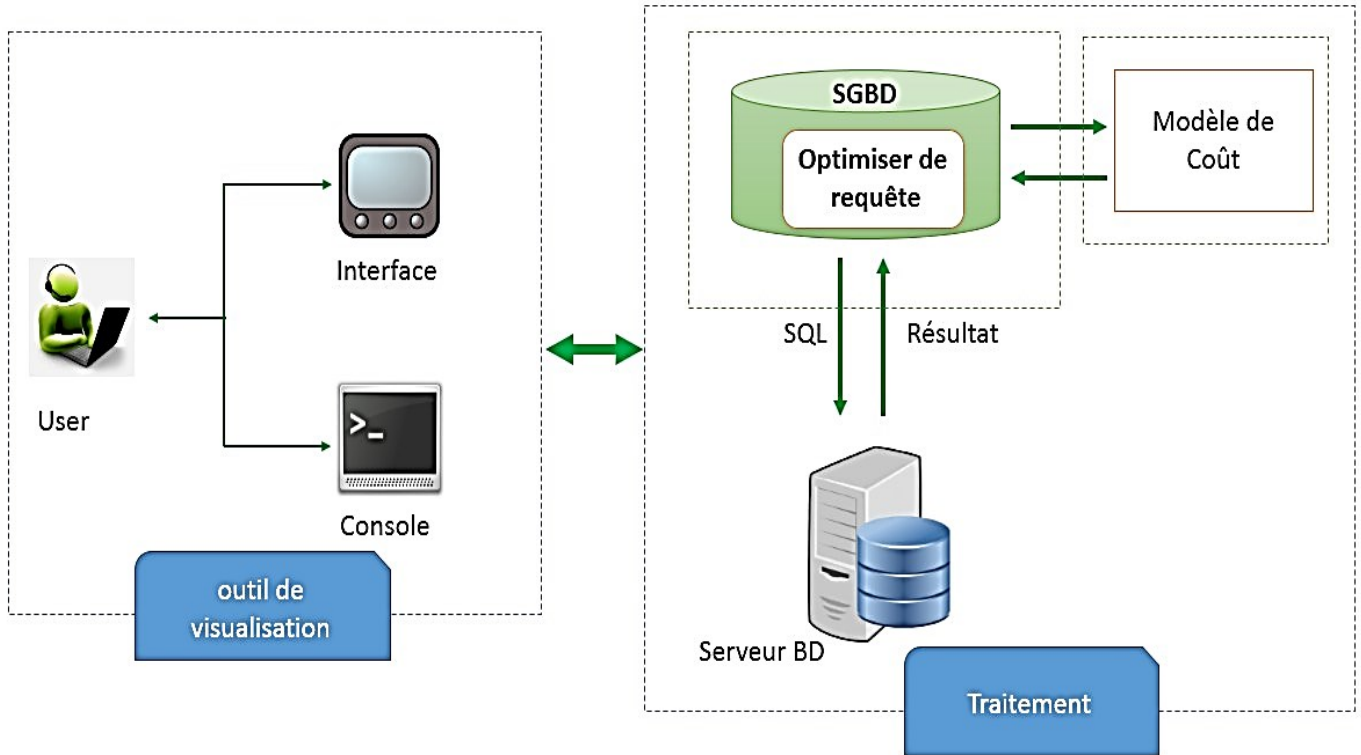 User
Interface
>_
Console
outil de
visualisation
SGBD
Optimiser de
requête
Modèle de
Coût
SQL
Résultat
Serveur BD
Traitement